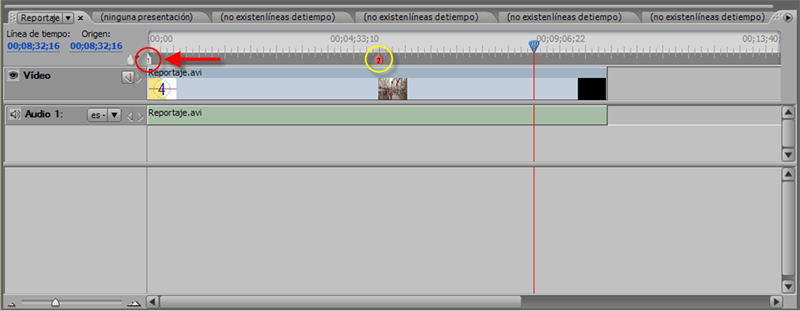 Reportaje (ninguna presentación) (no existenlíneas detiempo) (no existenlíneas detiempo) (no existenlíneas detiempo) (no existenlíneas detiempo)
Línea de tiempo: Origen: 00;00 00;04;33;10 00;09;06;22 00;13;40;
00;08;32;16 00;08;32;16
1 2
Vídeo Reportaje.avi
4
Audio 1: es - Reportaje.avi